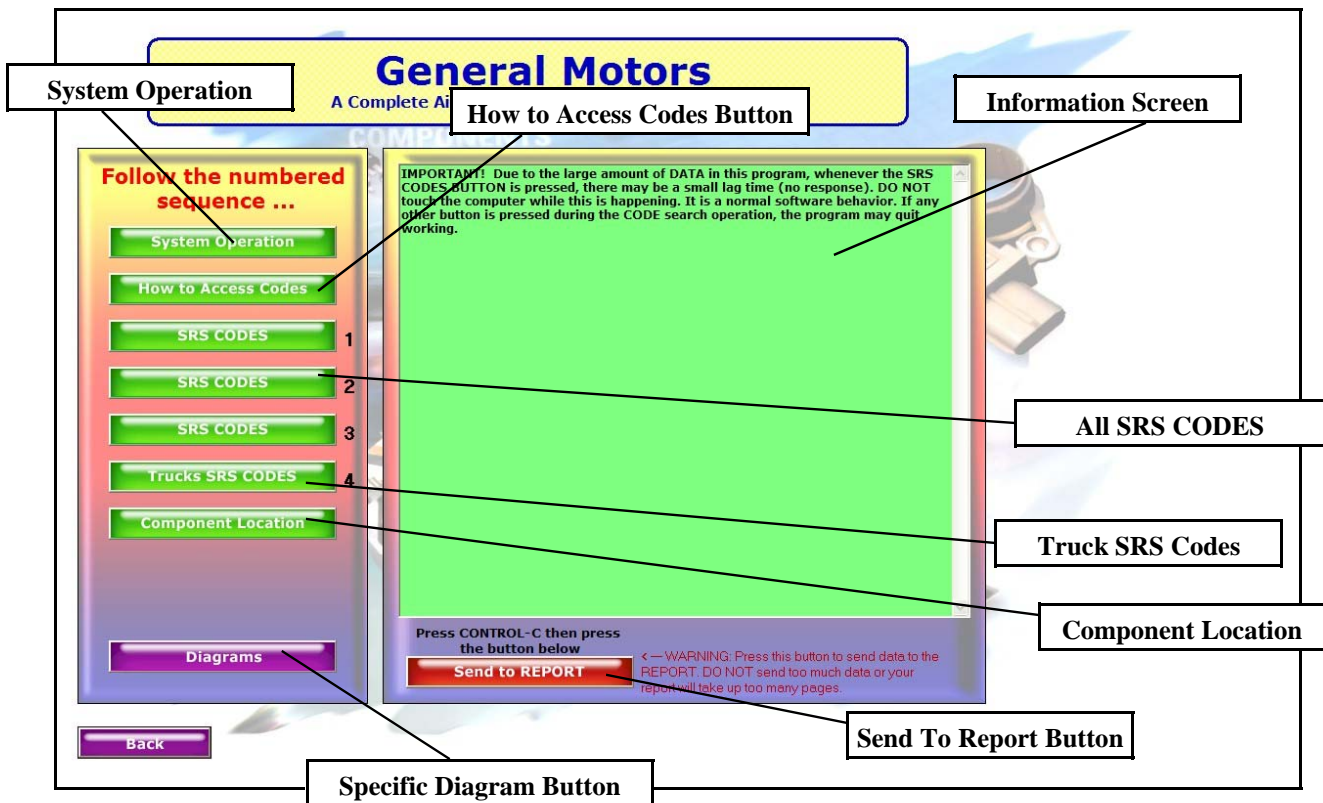 General Motors
System Operation
A Complete Ai
How to Access Codes Button
Information Screen
COMPONENTS
Follow the numbered
sequence ...
System Operation
How to Access Codes
SRS CODES 1
SRS CODES 2
SRS CODES 3
Trucks SRS CODES 4
Component Location
Diagrams
Back
IMPORTANT! Due to the large amount of DATA in this program, whenever the SRS
CODES BUTTON is pressed, there may be a small lag time (no response). DO NOT
touch the computer while this is happening. It is a normal software behavior. If any
other button is pressed during the CODE search operation, the program may quit
working.
All SRS CODES
Truck SRS Codes
Component Location
Press CONTROL-C then press
the button below
Send to REPORT
<— WARNING: Press this button to send data to the
REPORT. DO NOT send too much data or your
report will take up too many pages.
Send To Report Button
Specific Diagram Button